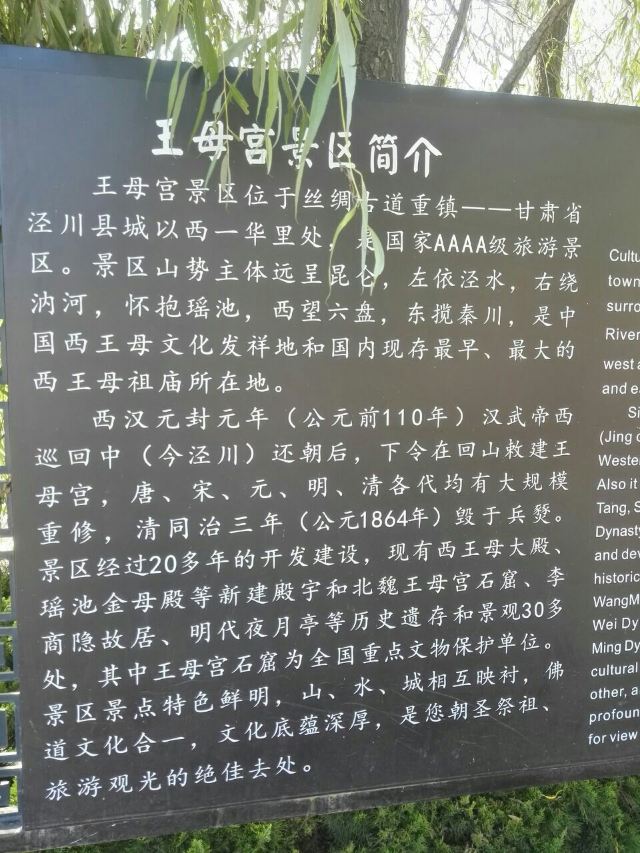 王母宫景区简介
王母宫景区位于丝绸古道重镇——甘肃省
泾川县城以西一华里处，是国家AAAA级旅游景
区。景区山势主体远呈昆仑，左依泾水，右绕
汭河，怀抱瑶池，西望六盘，东揽秦川，是中
国西王母文化发祥地和国内现存最早、最大的
西王母祖庙所在地。
西汉元封元年（公元前110年）汉武帝西
巡回中（今泾川）还朝后，下令在回山敕建王
母宫，唐、宋、元、明、清各代均有大规模
重修，清同治三年（公元1864年）毁于兵燹。
景区经过20多年的开发建设，现有西王母大殿、
瑶池金母殿等新建殿宇和北魏王母宫石窟、李
商隐故居、明代夜月亭等历史遗存和景观30多
处，其中王母宫石窟为全国重点文物保护单位。
景区景点特色鲜明，山、水、城相互映衬，佛
道文化合一，文化底蕴深厚，是您朝圣祭祖、
旅游观光的绝佳去处。
Cultu
town
surro
River
west a
and ea
Si
(Jing c
Weste
Also it
Tang, S
Dynasty
and dev
historic
WangM
Wei Dy
Ming Dy
cultural
other, a
profoun
for view